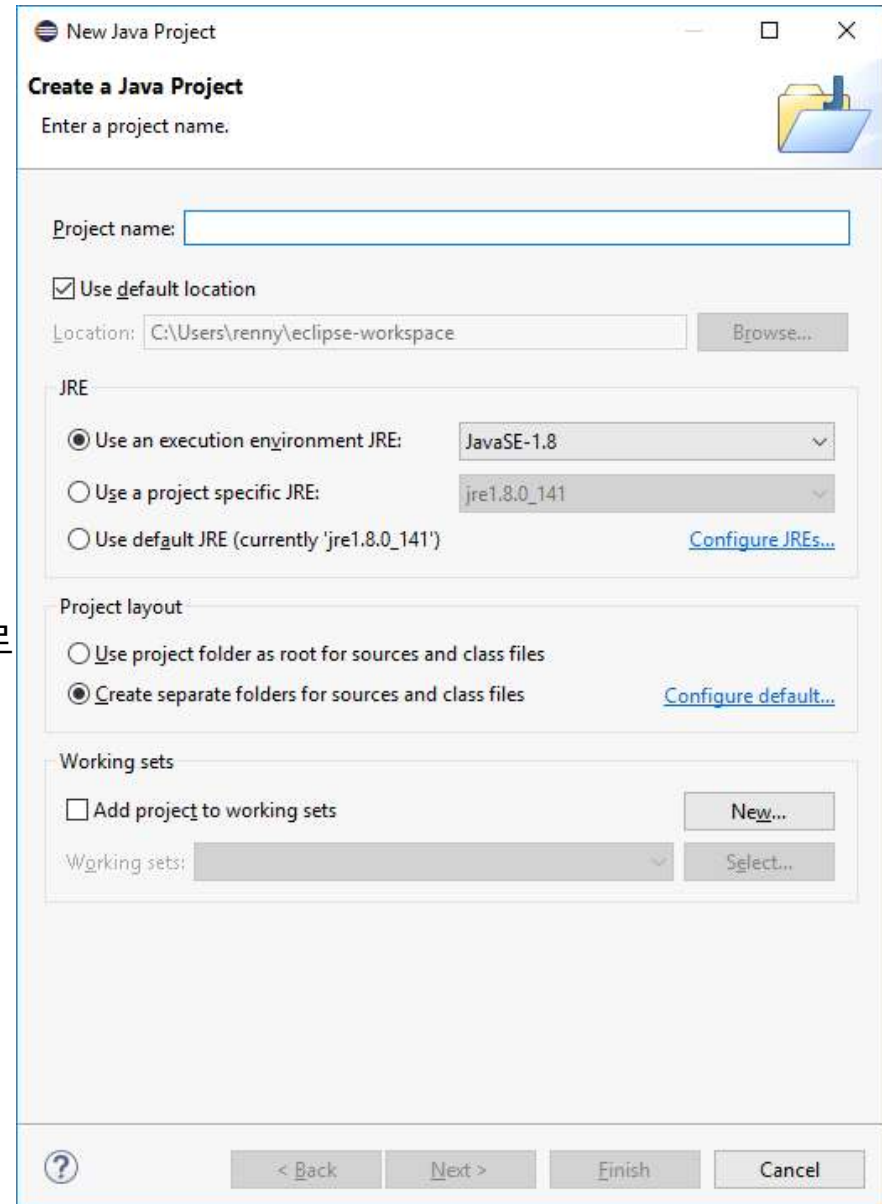 New Java Project
Create a Java Project
Enter a project name.
Project name:
Use default location
Location: C:\Users\renny\eclipse-workspace Browse...
JRE
Use an execution environment JRE: JavaSE-1.8
Use a project specific JRE: jre1.8.0_141
Use default JRE (currently 'jre1.8.0_141') Configure JREs...
Project layout
Use project folder as root for sources and class files
Create separate folders for sources and class files Configure default...
Working sets
Add project to working sets New...
Working sets: Select...
? < Back Next > Finish Cancel